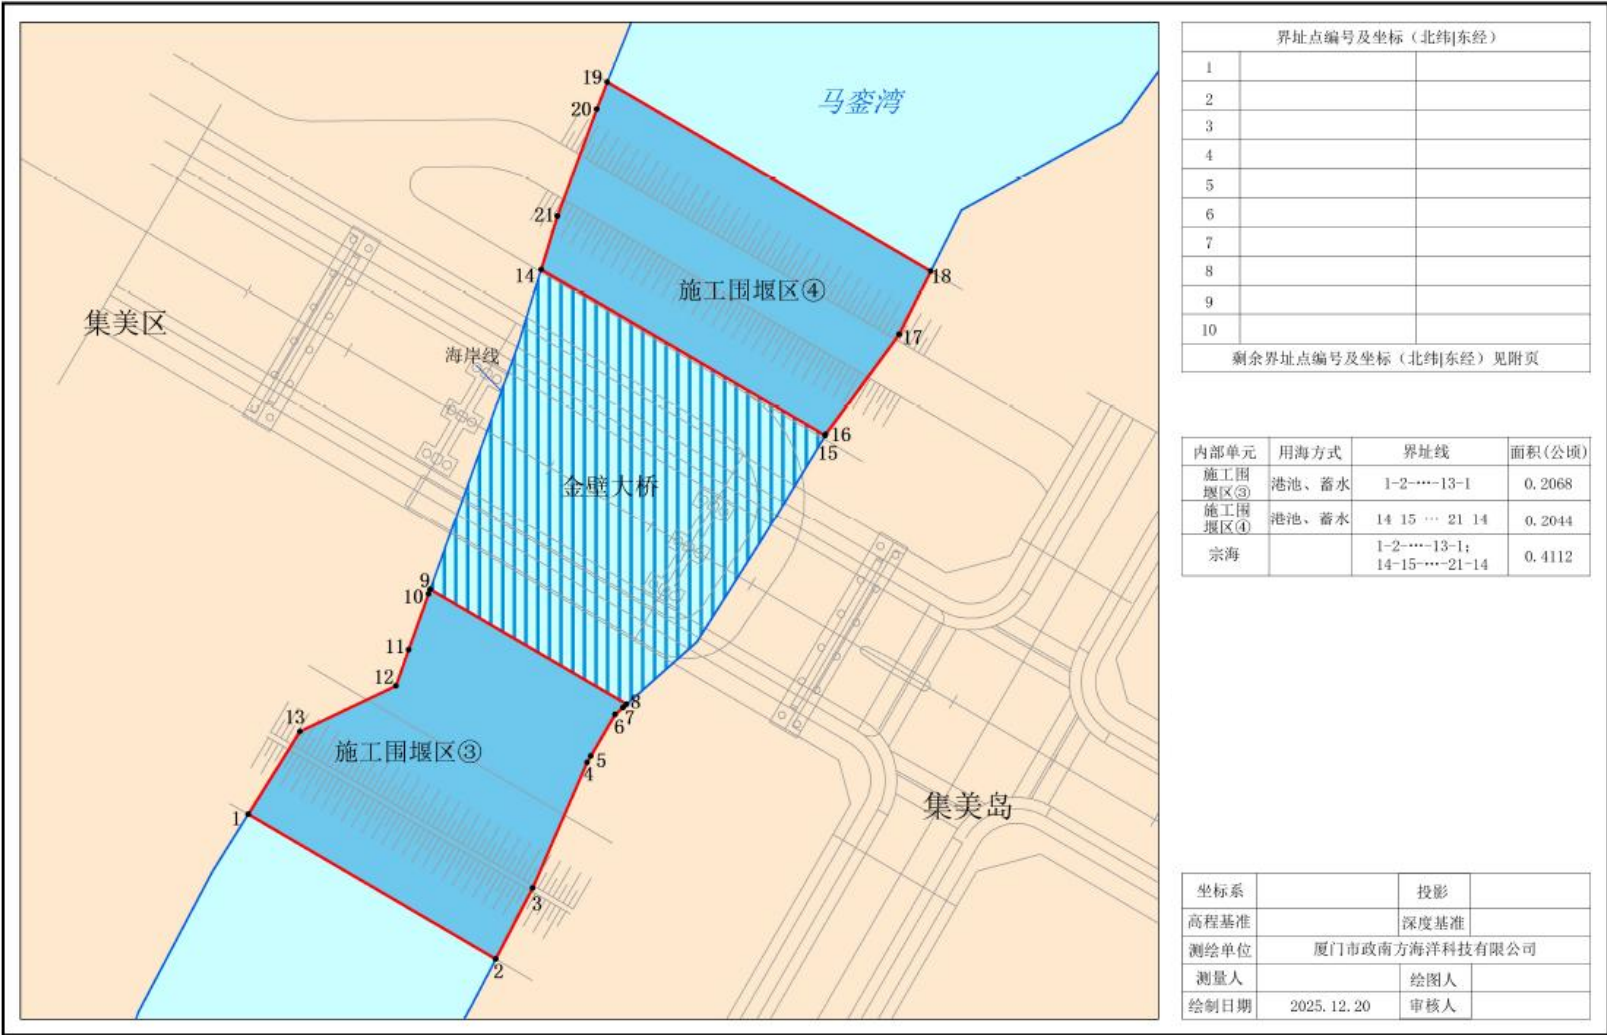 19
20
马銮湾
21
14
施工围堰区④
18
17
集美区
海岸线
16
15
金壁大桥
9
10
11
12
8
7
6
13
施工围堰区③
5
4
集美岛
1
3
2
界址点编号及坐标（北纬|东经）
1
2
3
4
5
6
7
8
9
10
剩余界址点编号及坐标（北纬|东经）见附页
内部单元 用海方式 界址线 面积(公顷)
施工围
堰区③ 港池、蓄水 1-2-…-13-1 0.2068
施工围
堰区④ 港池、蓄水 14 15 … 21 14 0.2044
宗海 1-2-…-13-1; 0.4112
14-15-…-21-14
坐标系 投影
高程基准 深度基准
测绘单位 厦门市政南方海洋科技有限公司
测量人 绘图人
绘制日期 2025.12.20 审核人